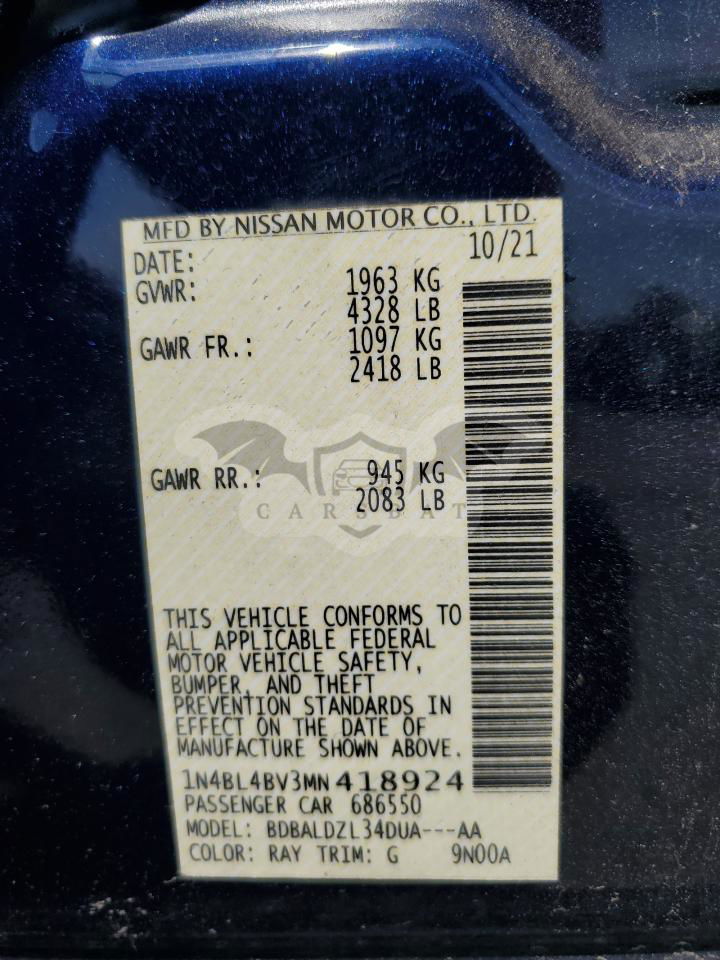 MFD BY NISSAN MOTOR CO., LTD.
DATE: 10/21
GVWR: 1963 KG
4328 LB
GAWR FR.: 1097 KG
2418 LB
GAWR RR.: 945 KG
2083 LB
CARSBAT
THIS VEHICLE CONFORMS TO
ALL APPLICABLE FEDERAL
MOTOR VEHICLE SAFETY,
BUMPER, AND THEFT
PREVENTION STANDARDS IN
EFFECT ON THE DATE OF
MANUFACTURE SHOWN ABOVE.
1N4BL4BV3MN418924
PASSENGER CAR 686550
MODEL: BDBALDZL34DUA---AA
COLOR: RAY TRIM: G 9N00A